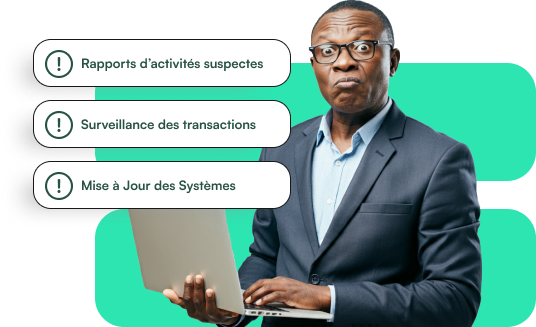 Rapports d’activités suspectes
Surveillance des transactions
Mise à Jour des Systèmes